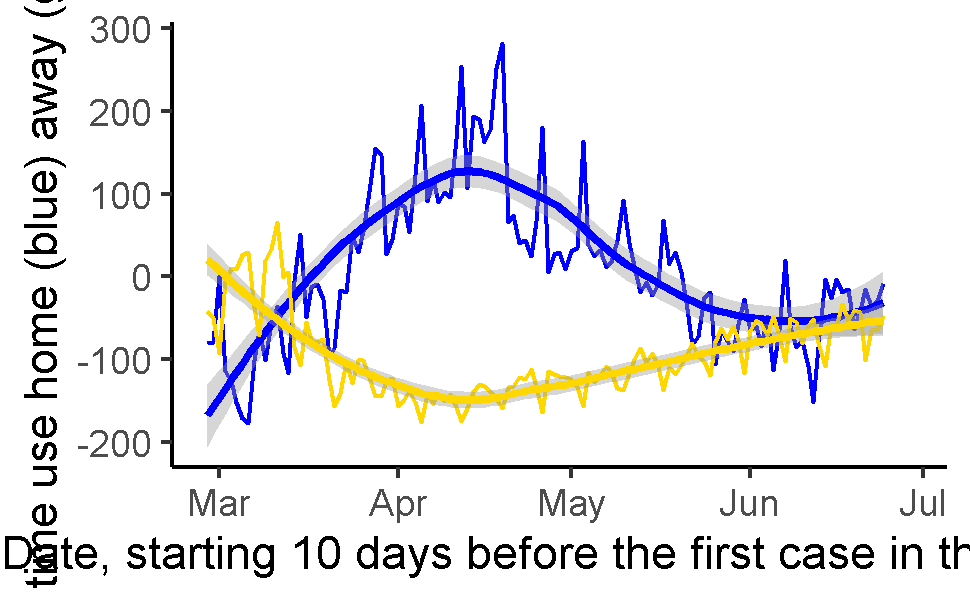 time use home (blue) away (
300
200
100
0
-100
-200
Mar Apr May Jun Jul
Date, starting 10 days before the first case in th